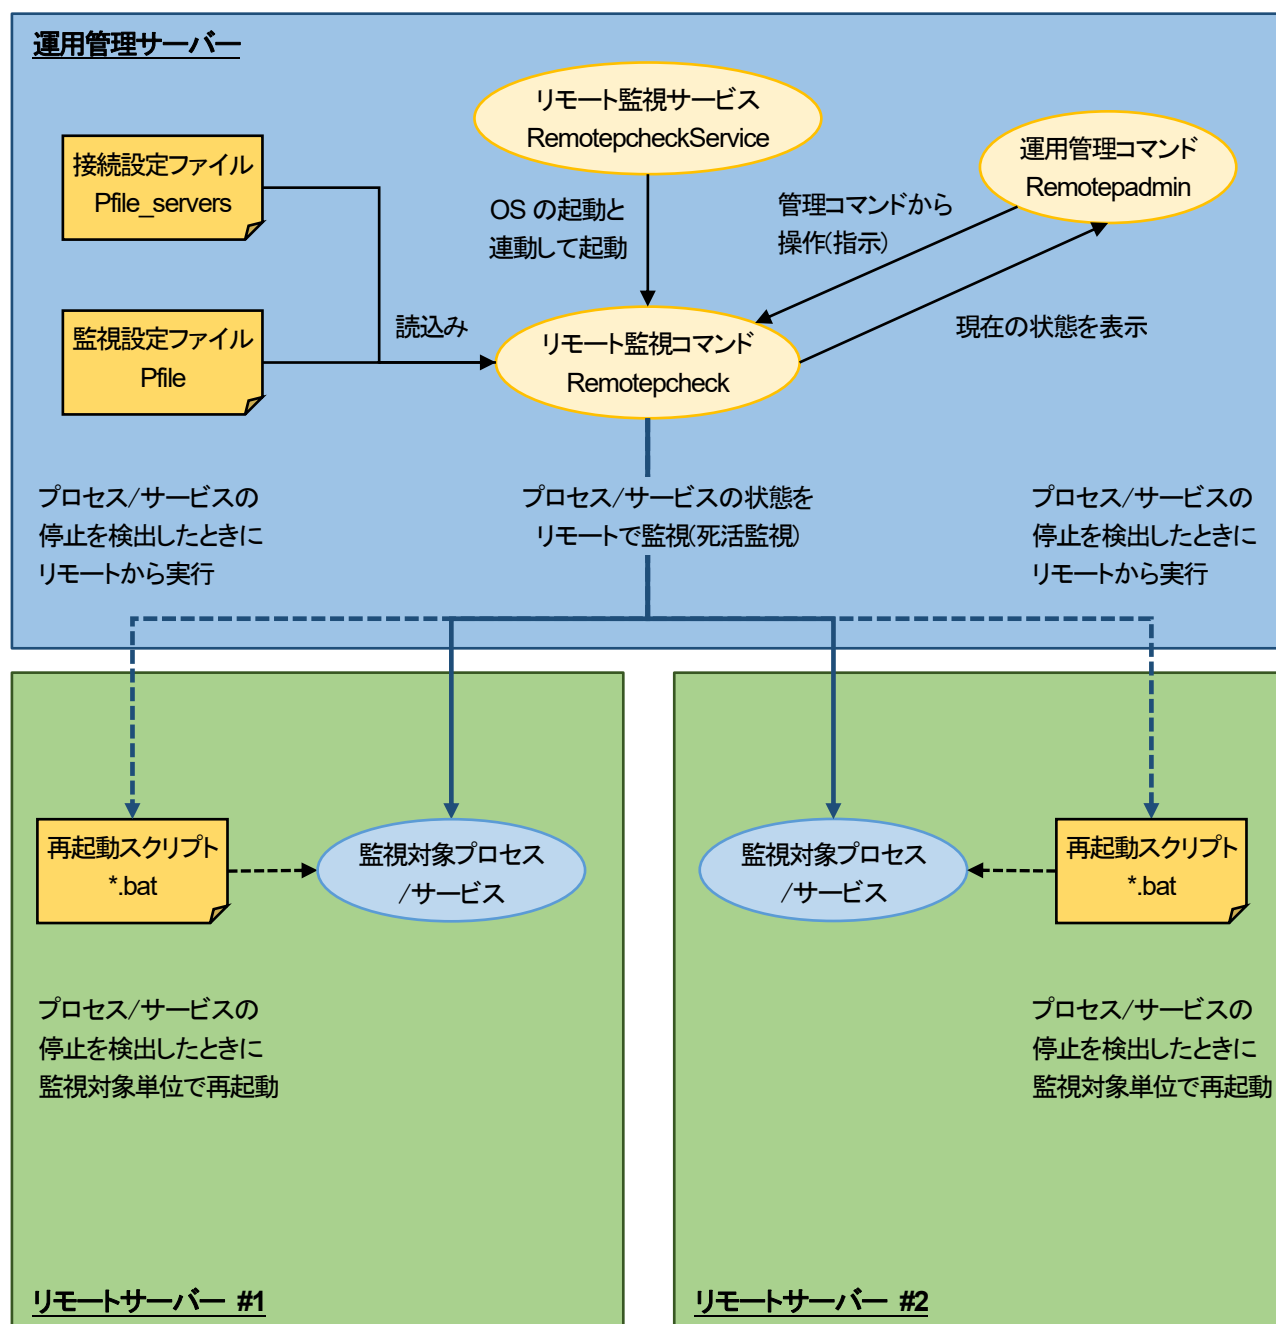 運用管理サーバー
リモート監視サービス
RemotepcheckService
接続設定ファイル
Pfile_servers
運用管理コマンド
Remotepadmin
OS の起動と
連動して起動
管理コマンドから
操作(指示)
監視設定ファイル
Pfile
読込み
リモート監視コマンド
Remotepcheck
現在の状態を表示
プロセス/サービスの
停止を検出したときに
リモートから実行
プロセス/サービスの状態を
リモートで監視(死活監視)
プロセス/サービスの
停止を検出したときに
リモートから実行
再起動スクリプト
*.bat
監視対象プロセス
/サービス
監視対象プロセス
/サービス
再起動スクリプト
*.bat
プロセス/サービスの
停止を検出したときに
監視対象単位で再起動
プロセス/サービスの
停止を検出したときに
監視対象単位で再起動
リモートサーバー #1
リモートサーバー #2